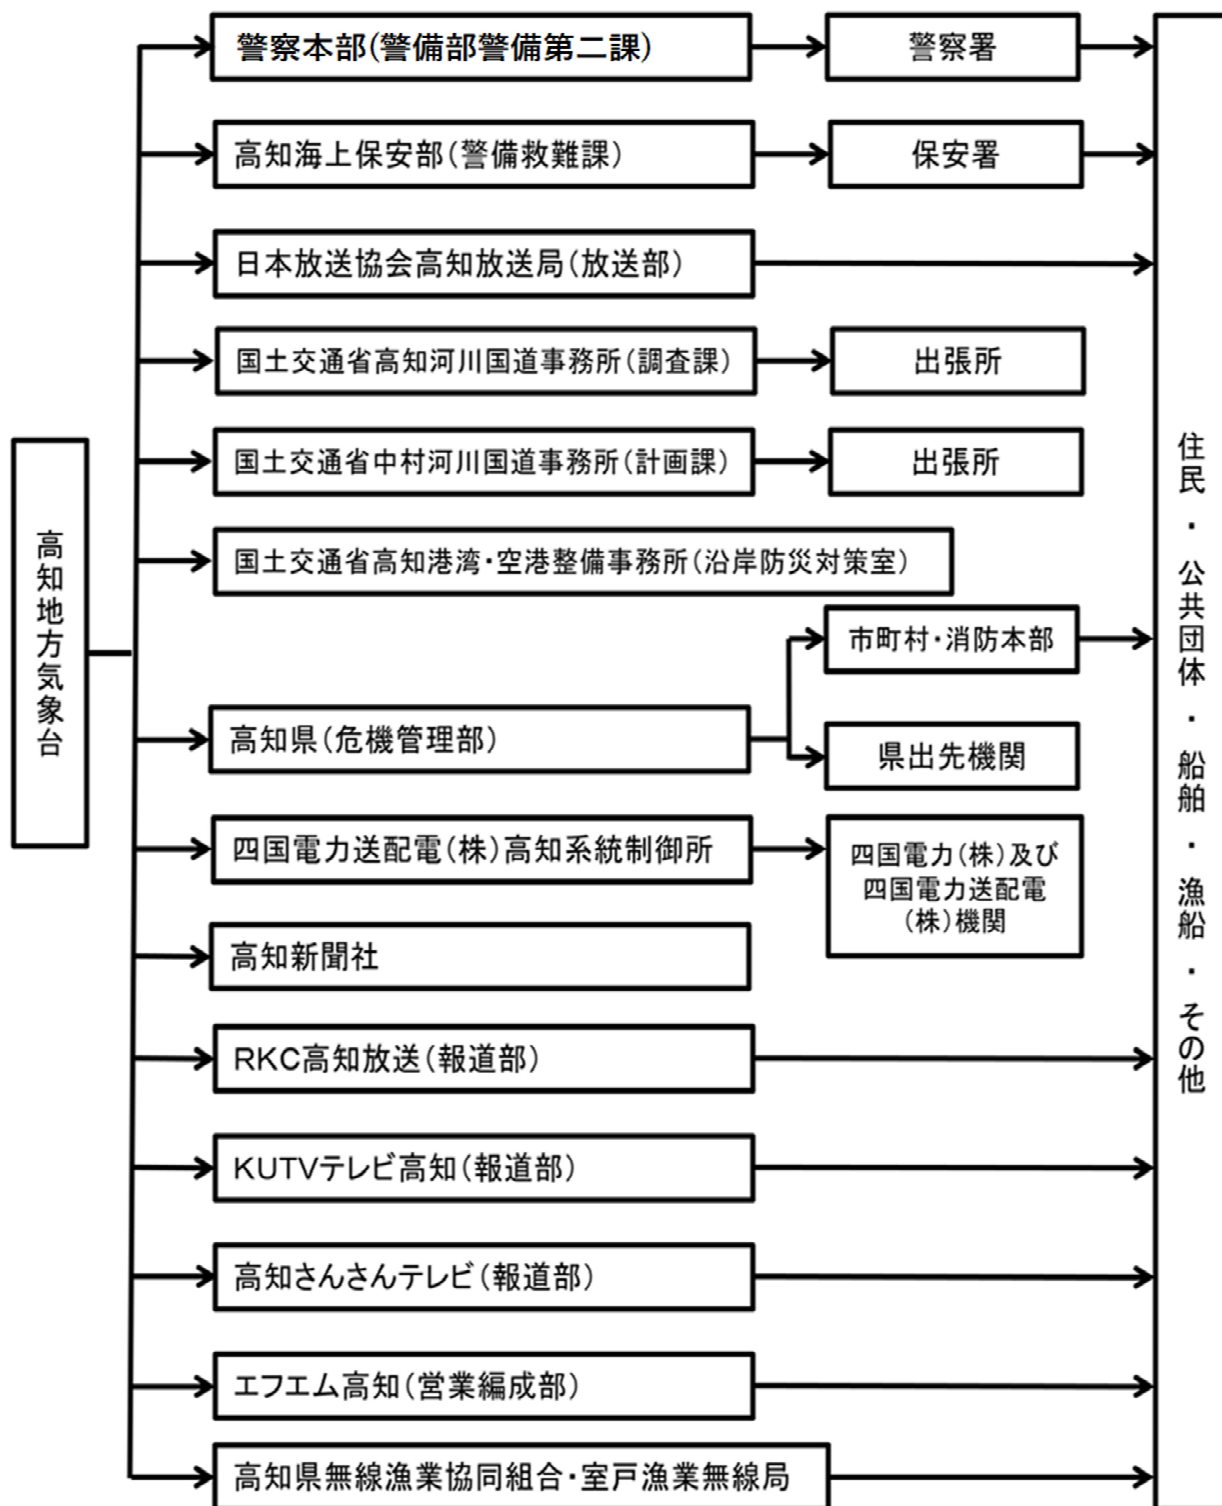 高知地方気象台
警察本部(警備部警備第二課)
警察署
高知海上保安部(警備救難課)
保安署
日本放送協会高知放送局(放送部)
国土交通省高知河川国道事務所(調査課)
出張所
国土交通省中村河川国道事務所(計画課)
出張所
国土交通省高知港湾・空港整備事務所(沿岸防災対策室)
高知県(危機管理部)
市町村・消防本部
県出先機関
四国電力送配電(株)高知系統制御所
四国電力(株)及び
四国電力送配電
(株)機関
高知新聞社
RKC高知放送(報道部)
KUTVテレビ高知(報道部)
高知さんさんテレビ(報道部)
エフエム高知(営業編成部)
高知県無線漁業協同組合・室戸漁業無線局
住民・公共団体・船舶・漁船・その他